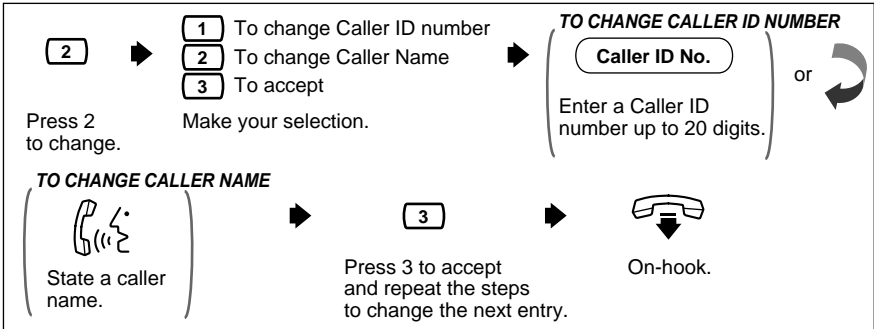 2
Press 2
to change.
1 To change Caller ID number
2 To change Caller Name
3 To accept
Make your selection.
TO CHANGE CALLER ID NUMBER
Caller ID No.
Enter a Caller ID
number up to 20 digits.
or
TO CHANGE CALLER NAME
State a caller
name.
3
Press 3 to accept
and repeat the steps
to change the next entry.
On-hook.